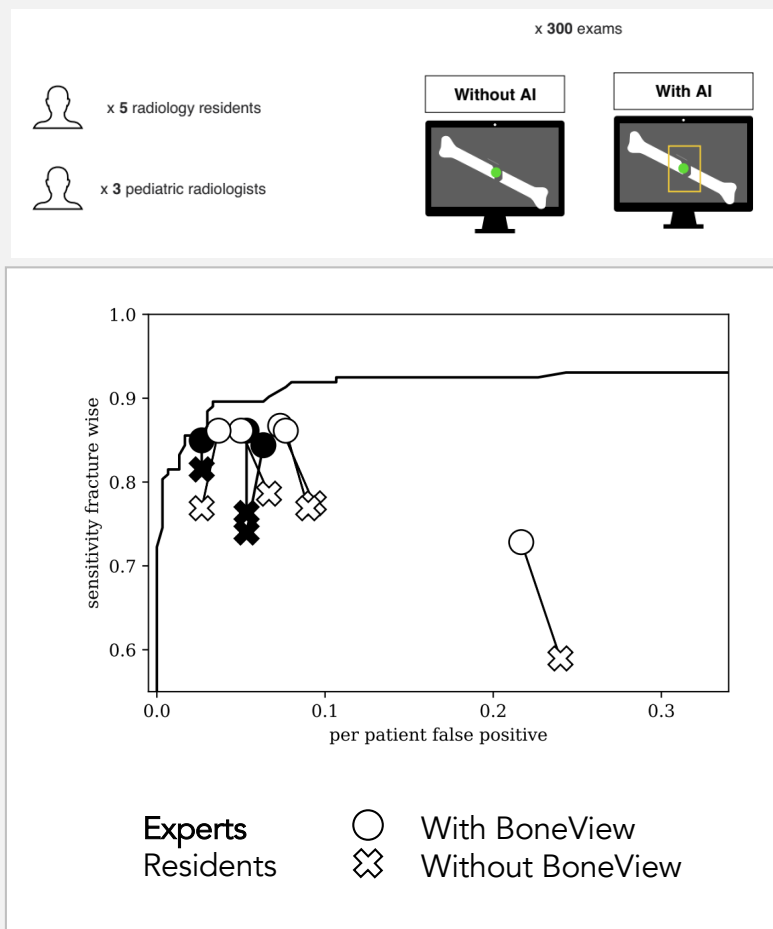 x 300 exams
x 5 radiology residents
x 3 pediatric radiologists
Without AI
With AI
sensitivity fracture wise
1.0
0.9
0.8
0.7
0.6
0.0
0.1
0.2
0.3
per patient false positive
Experts
With BoneView
Residents
Without BoneView